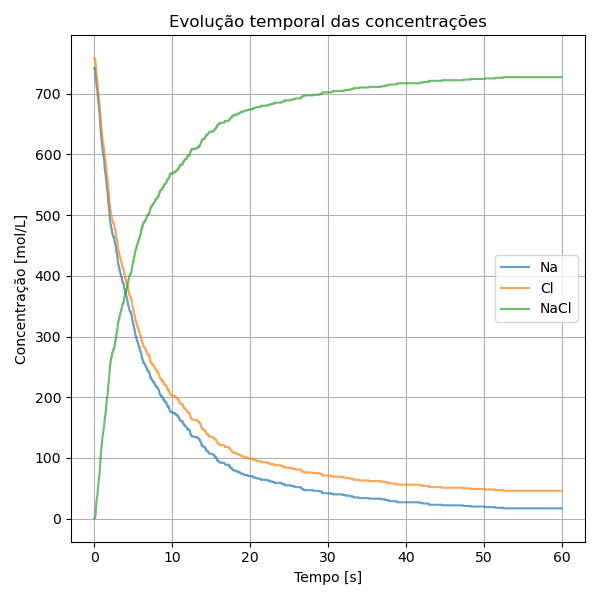 Evolução temporal das concentrações
Concentração [mol/L]
700
600
500
400
300
200
100
0
Na
Cl
NaCl
0 10 20 30 40 50 60
Tempo [s]